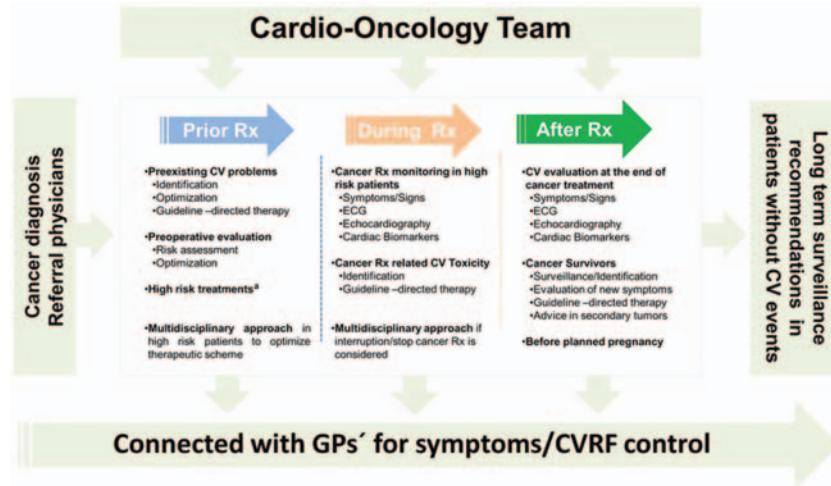 Cardio-Oncology Team
Cancer diagnosis
Referral physicians
Prior Rx
•Preexisting CV problems
•Identification
•Optimization
•Guideline –directed therapy
•Preoperative evaluation
•Risk assessment
•Optimization
•High risk treatmentsª
•Multidisciplinary approach in
high risk patients to optimize
therapeutic scheme
During Rx
•Cancer Rx monitoring in high
risk patients
•Symptoms/Signs
•ECG
•Echocardiography
•Cardiac Biomarkers
•Cancer Rx related CV Toxicity
•Identification
•Guideline –directed therapy
•Multidisciplinary approach if
interruption/stop cancer Rx is
considered
After Rx
•CV evaluation at the end of
cancer treatment
•Symptoms/Signs
•ECG
•Echocardiography
•Cardiac Biomarkers
•Cancer Survivors
•Surveillance/Identification
•Evaluation of new symptoms
•Guideline –directed therapy
•Advice in secondary tumors
•Before planned pregnancy
Long term surveillance
recommendations in
patients without CV events
Connected with GPs´ for symptoms/CVRF control